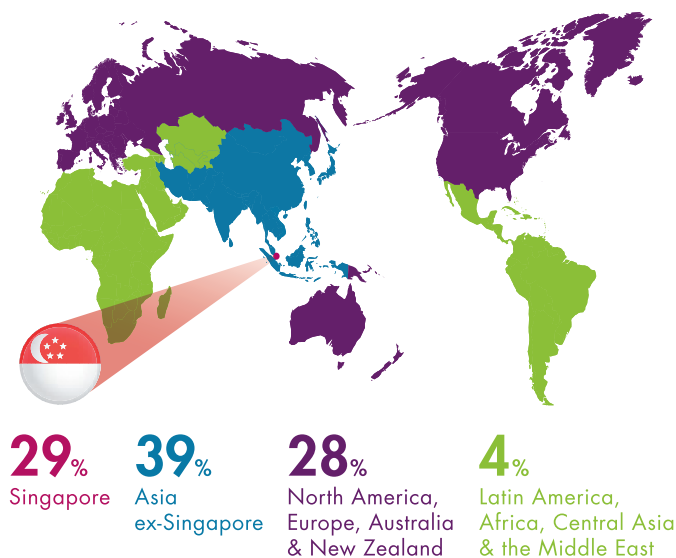 29%
Singapore
39%
Asia
ex-Singapore
28%
North America,
Europe, Australia
& New Zealand
4%
Latin America,
Africa, Central Asia
& the Middle East